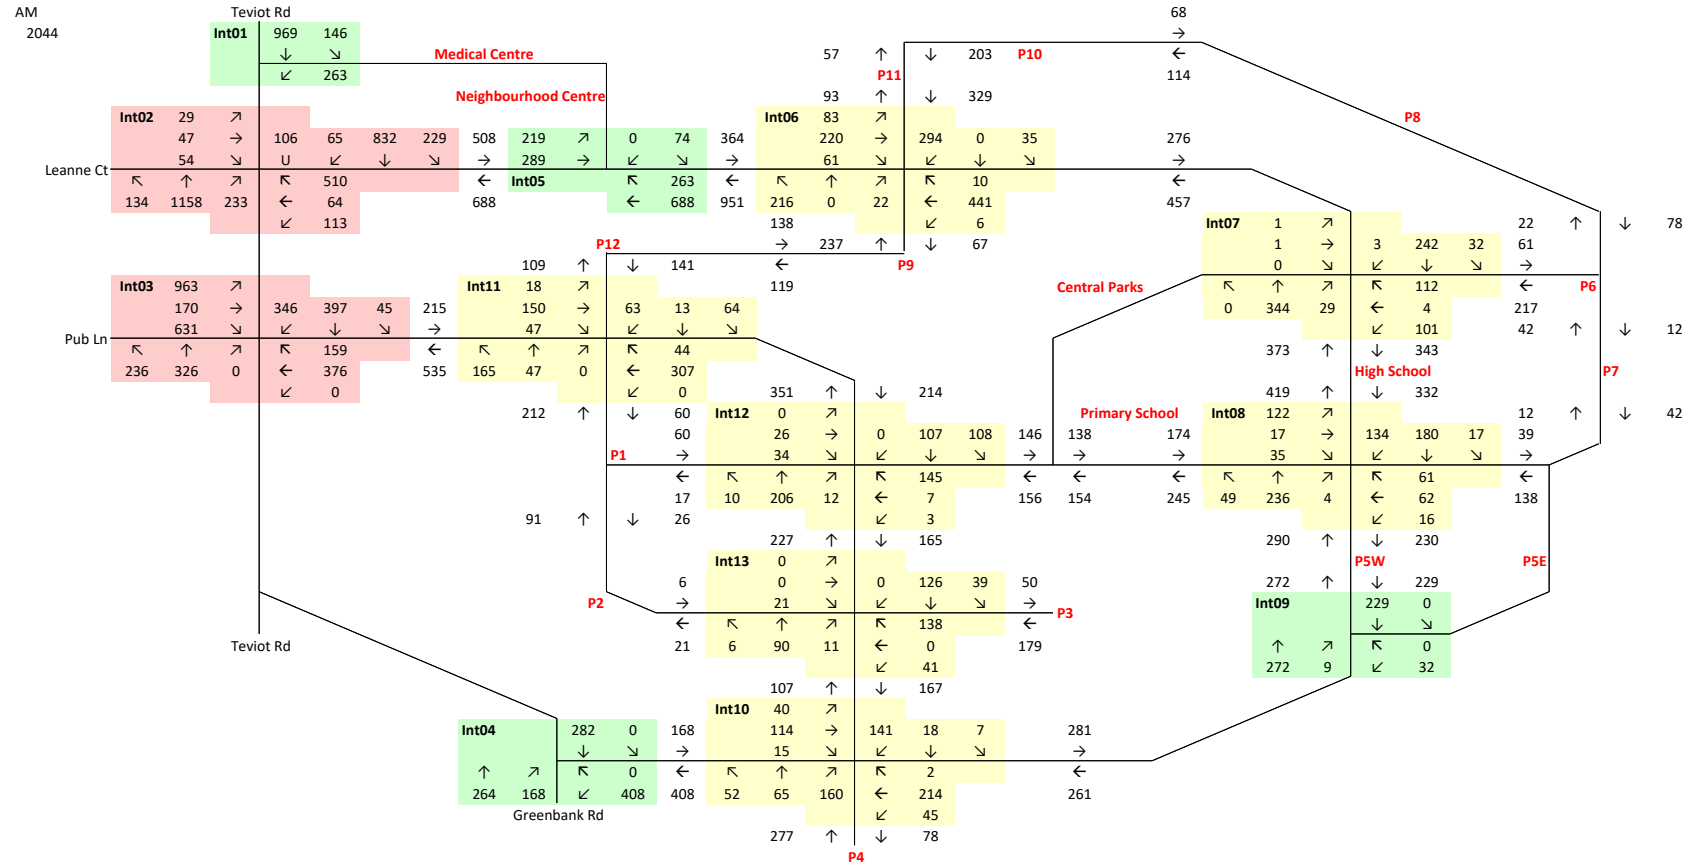 AM Teviot Rd 68
2044 Int01 969 146 →
↓ ↘ Medical Centre 57 ↑ ↓ 203 P10 ←
↙ 263 P11 114
Neighbourhood Centre 93 ↑ ↓ 329
Int02 29 ↗ Int06 83 ↗ P8
47 → 106 65 832 229 508 219 ↗ 0 74 364 220 → 294 0 35 276
54 ↘ U ↙ ↓ ↘ → 289 → ↙ ↘ → 61 ↘ ↙ ↓ ↘ →
Leanne Ct
↖ ↑ ↗ ↖ 510 ← Int05 ↖ 263 ← ↖ ↑ ↗ ↖ 10 ←
134 1158 233 ← 64 688 ← 688 951 216 0 22 ← 441 457
↙ 113 138 ↙ 6 Int07 1 ↗ 22 ↑ ↓ 78
P12 → 237 ↑ ↓ 67 1 → 3 242 32 61
109 ↑ ↓ 141 ← P9 0 ↘ ↙ ↓ ↘ →
Int03 963 ↗ Int11 18 ↗ 119 Central Parks ↖ ↑ ↗ ↖ 112 ← P6
170 → 346 397 45 215 150 → 63 13 64 0 344 29 ← 4 217
631 ↘ ↙ ↓ ↘ → 47 ↘ ↙ ↓ ↘ ↙ 101 42 ↑ ↓ 12
Pub Ln
↖ ↑ ↗ ↖ 159 ← ↖ ↑ ↗ ↖ 44 373 ↑ ↓ 343
236 326 0 ← 376 535 165 47 0 ← 307 High School P7
↙ 0 ↙ 0 351 ↑ ↓ 214 419 ↑ ↓ 332
212 ↑ ↓ 60 Int12 0 ↗ Primary School Int08 122 ↗ 12 ↑ ↓ 42
60 26 → 0 107 108 146 138 174 17 → 134 180 17 39
P1 → 34 ↘ ↙ ↓ ↘ → → → 35 ↘ ↙ ↓ ↘ →
← ↖ ↑ ↗ ↖ 145 ← ← ← ↖ ↑ ↗ ↖ 61 ←
17 10 206 12 ← 7 156 154 245 49 236 4 ← 62 138
91 ↑ ↓ 26 ↙ 3 ↙ 16
227 ↑ ↓ 165 290 ↑ ↓ 230
Int13 0 ↗ P5W P5E
6 0 → 0 126 39 50 272 ↑ ↓ 229
P2 → 21 ↘ ↙ ↓ ↘ → P3 Int09 229 0
← ↖ ↑ ↗ ↖ 138 ← ↓ ↘
Teviot Rd 21 6 90 11 ← 0 179 ↑ ↗ ↖ 0
↙ 41 272 9 ↙ 32
107 ↑ ↓ 167
Int10 40 ↗
Int04 282 0 168 114 → 141 18 7 281
↓ ↘ → 15 ↘ ↙ ↓ ↘ →
↑ ↗ ↖ 0 ← ↖ ↑ ↗ ↖ 2 ←
264 168 ↙ 408 408 52 65 160 ← 214 261
Greenbank Rd ↙ 45
277 ↑ ↓ 78
P4